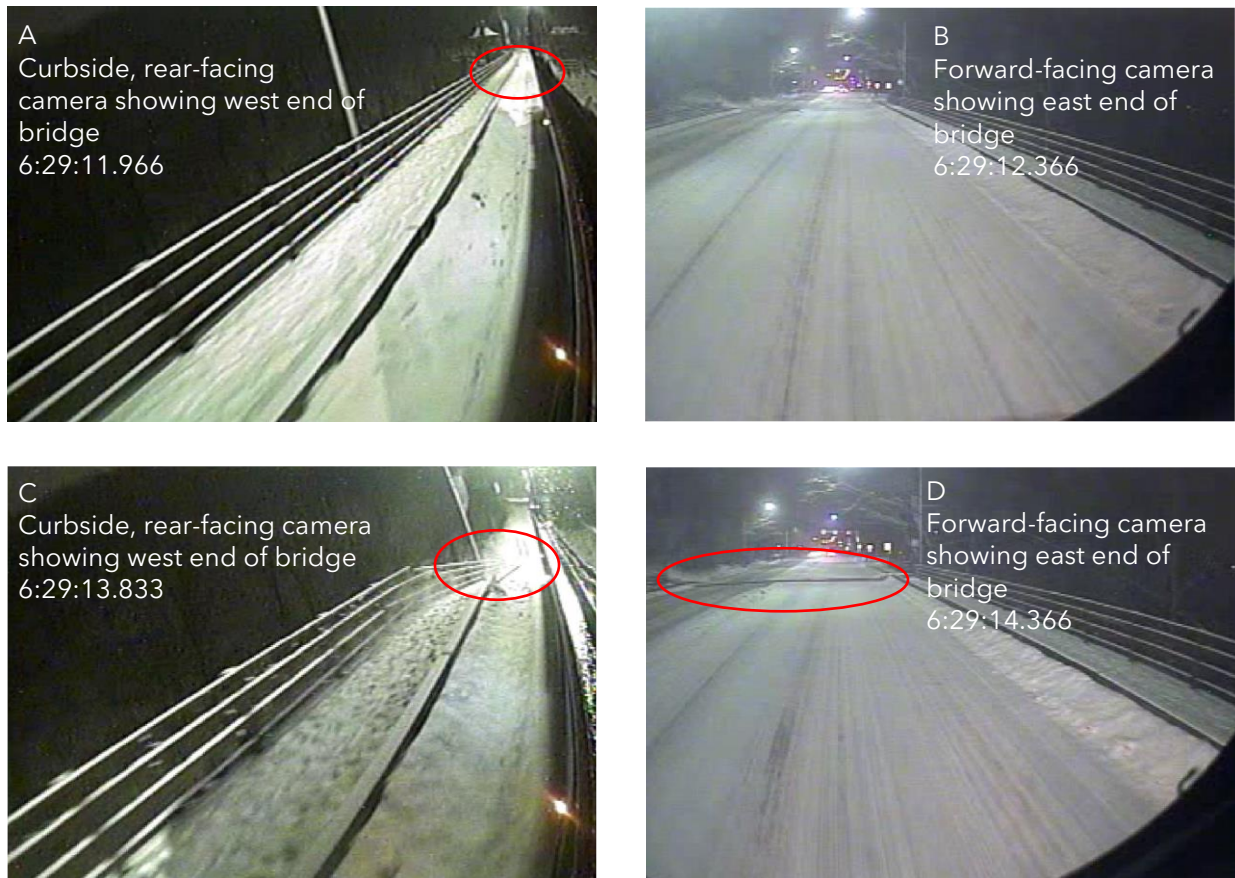 A
Curbside, rear-facing
camera showing west end of
bridge
6:29:11.966
B
Forward-facing camera
showing east end of
bridge
6:29:12.366
C
Curbside, rear-facing camera
showing west end of bridge
6:29:13.833
D
Forward-facing camera
showing east end of
bridge
6:29:14.366